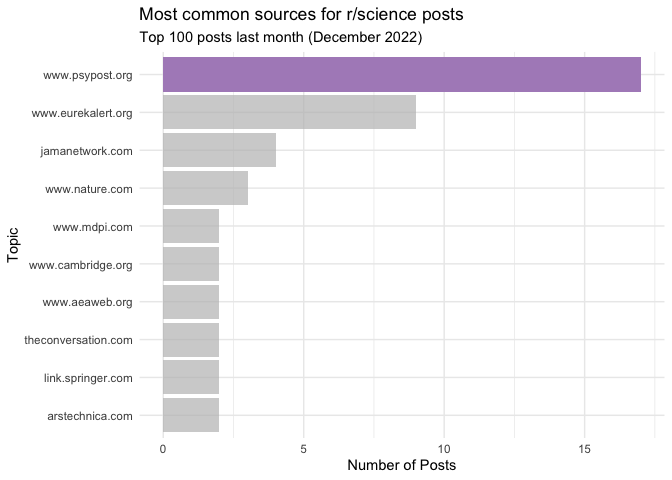 Most common sources for r/science posts
Top 100 posts last month (December 2022)
www.psypost.org
www.eurekalert.org
jamanetwork.com
www.nature.com
www.mdpi.com
www.cambridge.org
www.aeaweb.org
theconversation.com
link.springer.com
arstechnica.com
Topic
0 5 10 15
Number of Posts